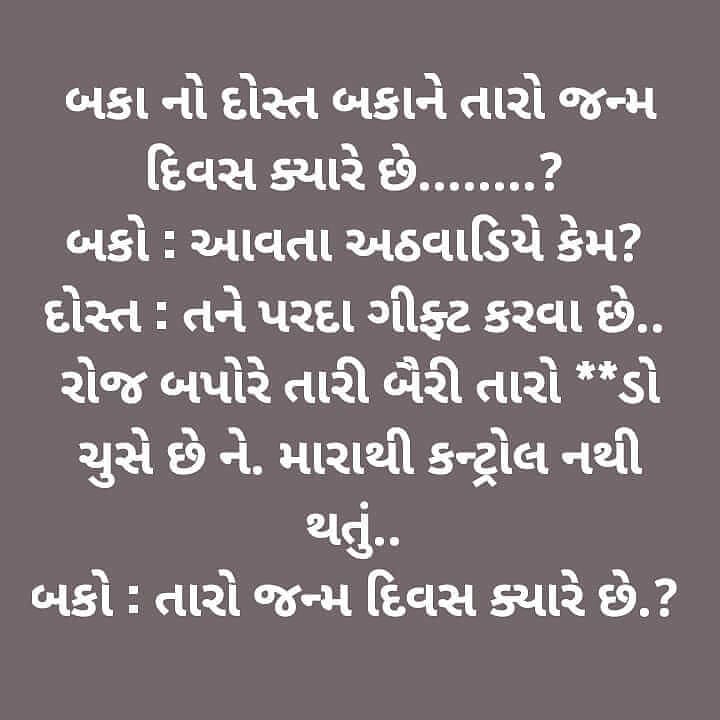 બકા નો દોસ્ત બકાને તારો જન્મ
દિવસ ક્યારે છે........?
બકો : આવતા અઠવાડિયે કેમ?
દોસ્ત : તને પરદા ગીફ્ટ કરવા છે..
રોજ બપોરે તારી બૈરી તારો **ડો
ચુસે છે ને. મારાથી કન્ટ્રોલ નથી
થતું..
બકો : તારો જન્મ દિવસ ક્યારે છે.?